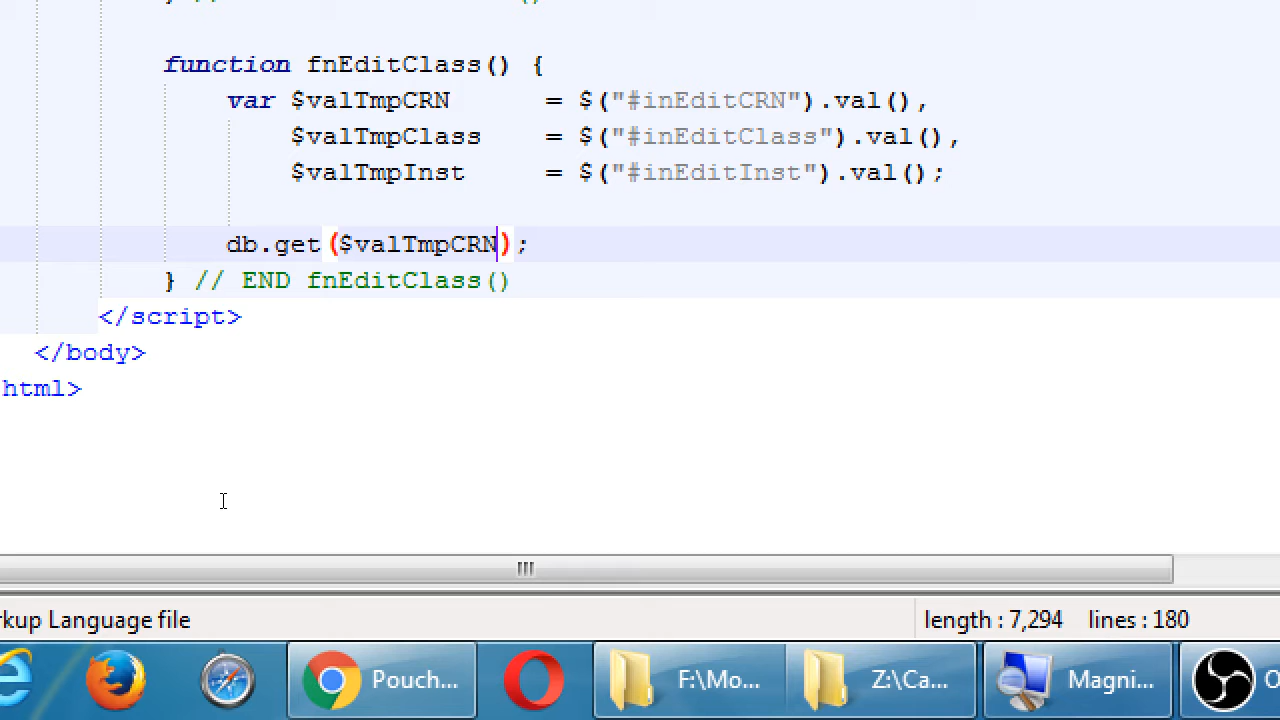 function fnEditClass() {
var $valTmpCRN = $("#inEditCRN").val(),
$valTmpClass = $("#inEditClass").val(),
$valTmpInst = $("#inEditInst").val();
db.get($valTmpCRN);
} // END fnEditClass()
</script>
</body>
html>
rkup Language file length : 7,294 lines : 180
Pouch... F:\Mo... Z:\Ca... Magni...